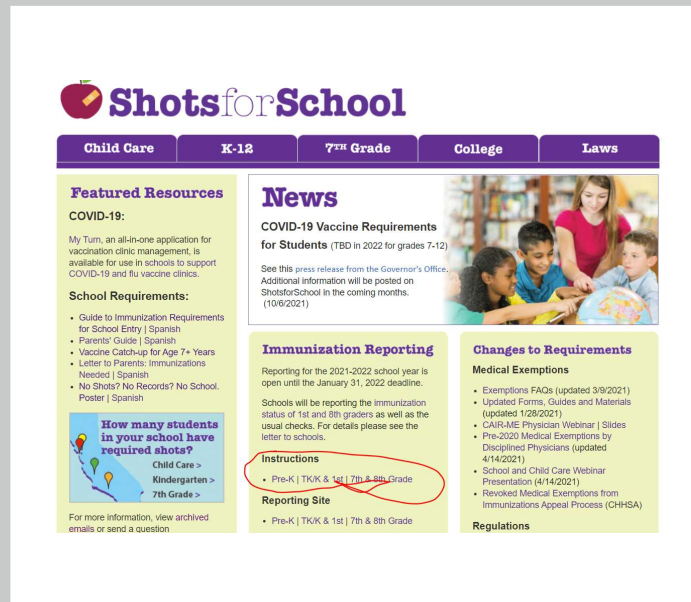 ShotsforSchool
Child Care
K-12
7TH Grade
College
Laws
Featured Resources
COVID-19:
My Turn, an all-in-one application for
vaccination clinic management, is
available for use in schools to support
COVID-19 and flu vaccine clinics.
School Requirements:
• Guide to Immunization Requirements
for School Entry | Spanish
• Parents' Guide | Spanish
• Vaccine Catch-up for Age 7+ Years
• Letter to Parents: Immunizations
Needed | Spanish
• No Shots? No Records? No School.
Poster | Spanish
How many students
in your school have
required shots?
Child Care >
Kindergarten >
7th Grade >
For more information, view archived
emails or send a question
News
COVID-19 Vaccine Requirements
for Students (TBD in 2022 for grades 7-12)
See this press release from the Governor's Office.
Additional information will be posted on
ShotsforSchool in the coming months.
(10/6/2021)
Immunization Reporting
Reporting for the 2021-2022 school year is
open until the January 31, 2022 deadline.
Schools will be reporting the immunization
status of 1st and 8th graders as well as the
usual checks. For details please see the
letter to schools.
Instructions
• Pre-K | TK/K & 1st | 7th & 8th Grade
Reporting Site
• Pre-K | TK/K & 1st | 7th & 8th Grade
Changes to Requirements
Medical Exemptions
• Exemptions FAQs (updated 3/9/2021)
• Updated Forms, Guides and Materials
(updated 1/28/2021)
• CAIR-ME Physician Webinar | Slides
• Pre-2020 Medical Exemptions by
Disciplined Physicians (updated
4/14/2021)
• School and Child Care Webinar
Presentation (4/14/2021)
• Revoked Medical Exemptions from
Immunizations Appeal Process (CHHSA)
Regulations